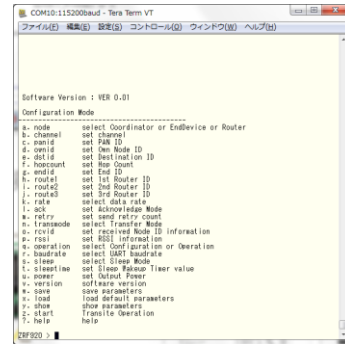 COM10:115200baud - Tera Term VT
ファイル(F) 編集(E) 設定(S) コントロール(O) ウィンドウ(W) ヘルプ(H)
Software Version : VER 0.01
Configuration Mode
----------------------------------------
a. node select Coordinator or EndDevice or Router
b. channel set channel
c. panid set PAN ID
d. ownid set Own Node ID
e. dstid set Destination ID
f. hopcount set Hop Count
g. endid set End ID
h. route1 set 1st Router ID
i. route2 set 2nd Router ID
j. route3 set 3rd Router ID
k. rate select data rate
l. ack set Acknowledge Mode
m. retry set send retry count
n. transmode select Transfer Mode
o. rcvid set received Node ID information
p. rssi set RSSI information
q. operation select Configuration or Operation
r. baudrate select UART baudrate
s. sleep select Sleep Mode
t. sleeptime set Sleep Wakeup Timer value
u. power set Output Power
v. version software version
w. save save parameters
x. load load default parameters
y. show show parameters
z. start Transite Operation
?. help help
----------------------------------------
ZRF920 >